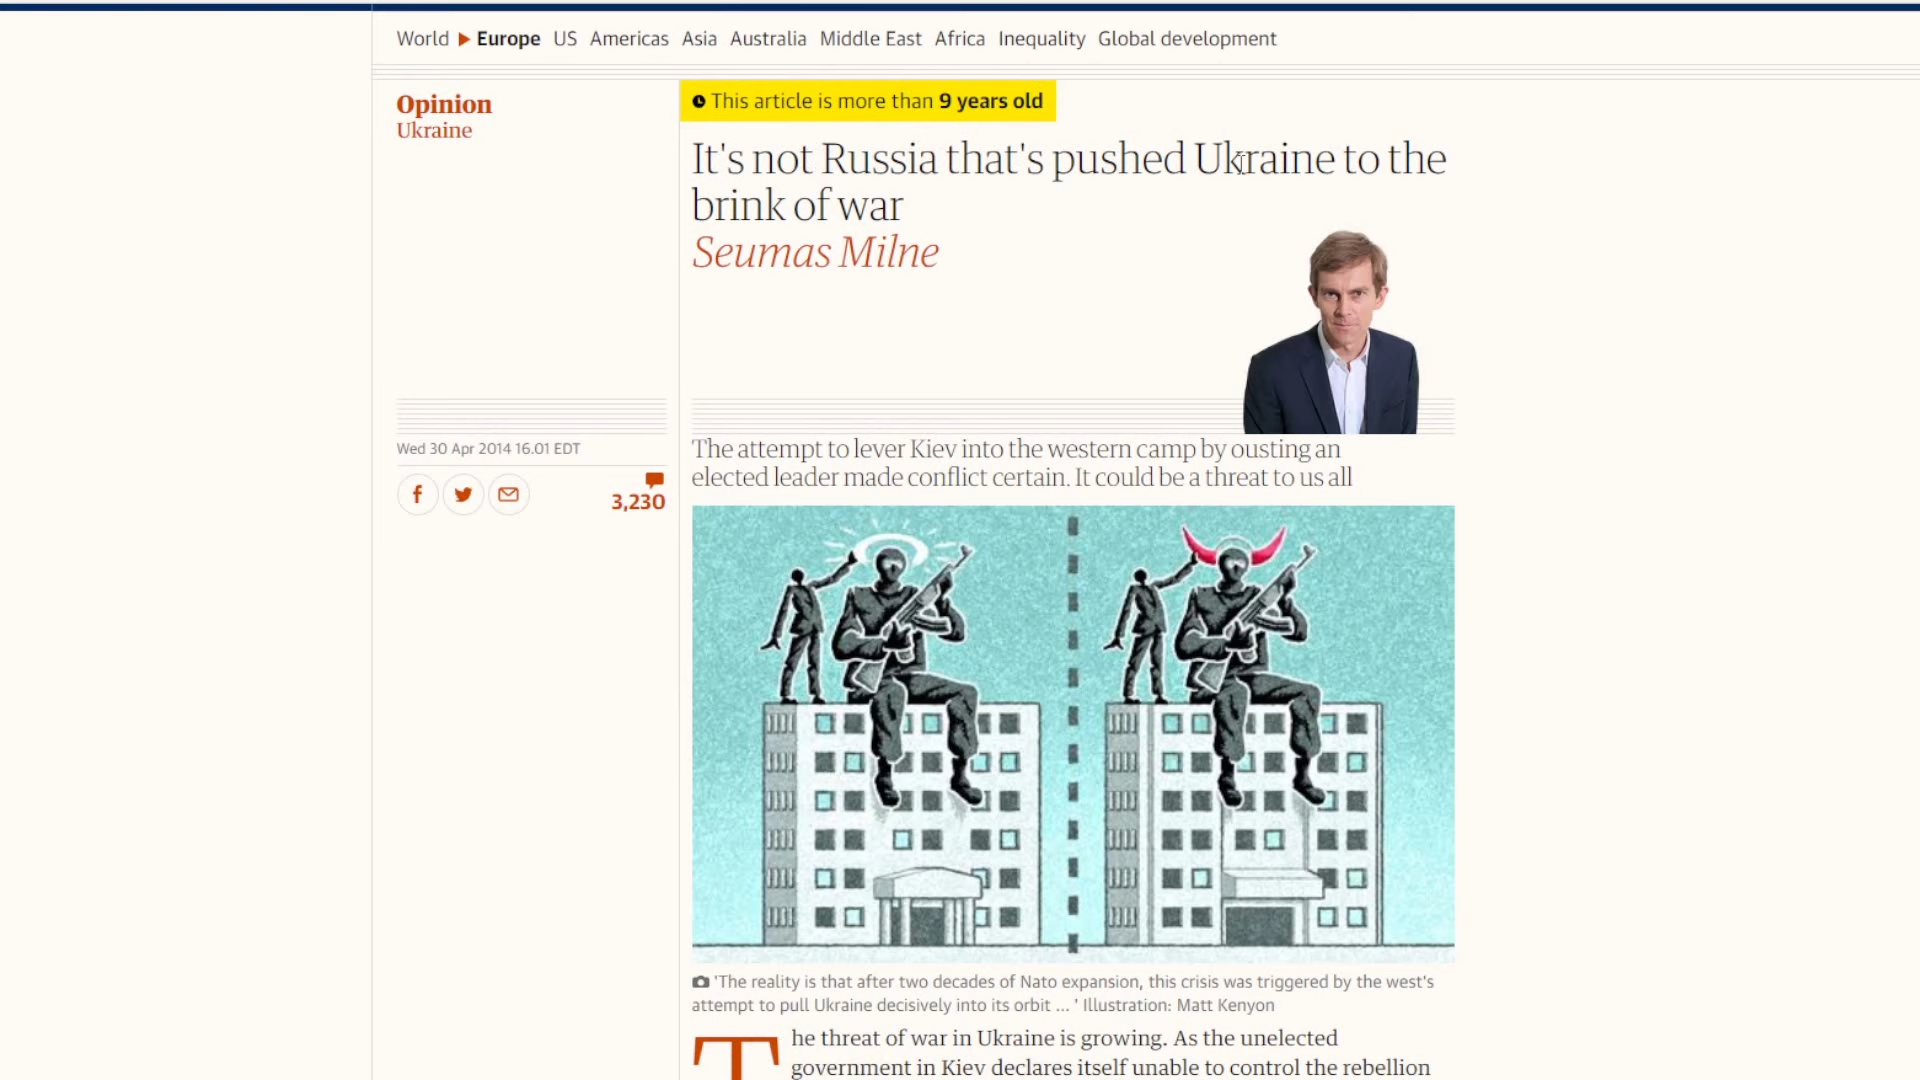 World Europe US Americas Asia Australia Middle East Africa Inequality Global development
Opinion
Ukraine
This article is more than 9 years old
It's not Russia that's pushed Ukraine to the
brink of war
Seumas Milne
Wed 30 Apr 2014 16.01 EDT
3,230
The attempt to lever Kiev into the western camp by ousting an
elected leader made conflict certain. It could be a threat to us all
'The reality is that after two decades of Nato expansion, this crisis was triggered by the west's
attempt to pull Ukraine decisively into its orbit ... ' Illustration: Matt Kenyon
The threat of war in Ukraine is growing. As the unelected
government in Kiev declares itself unable to control the rebellion